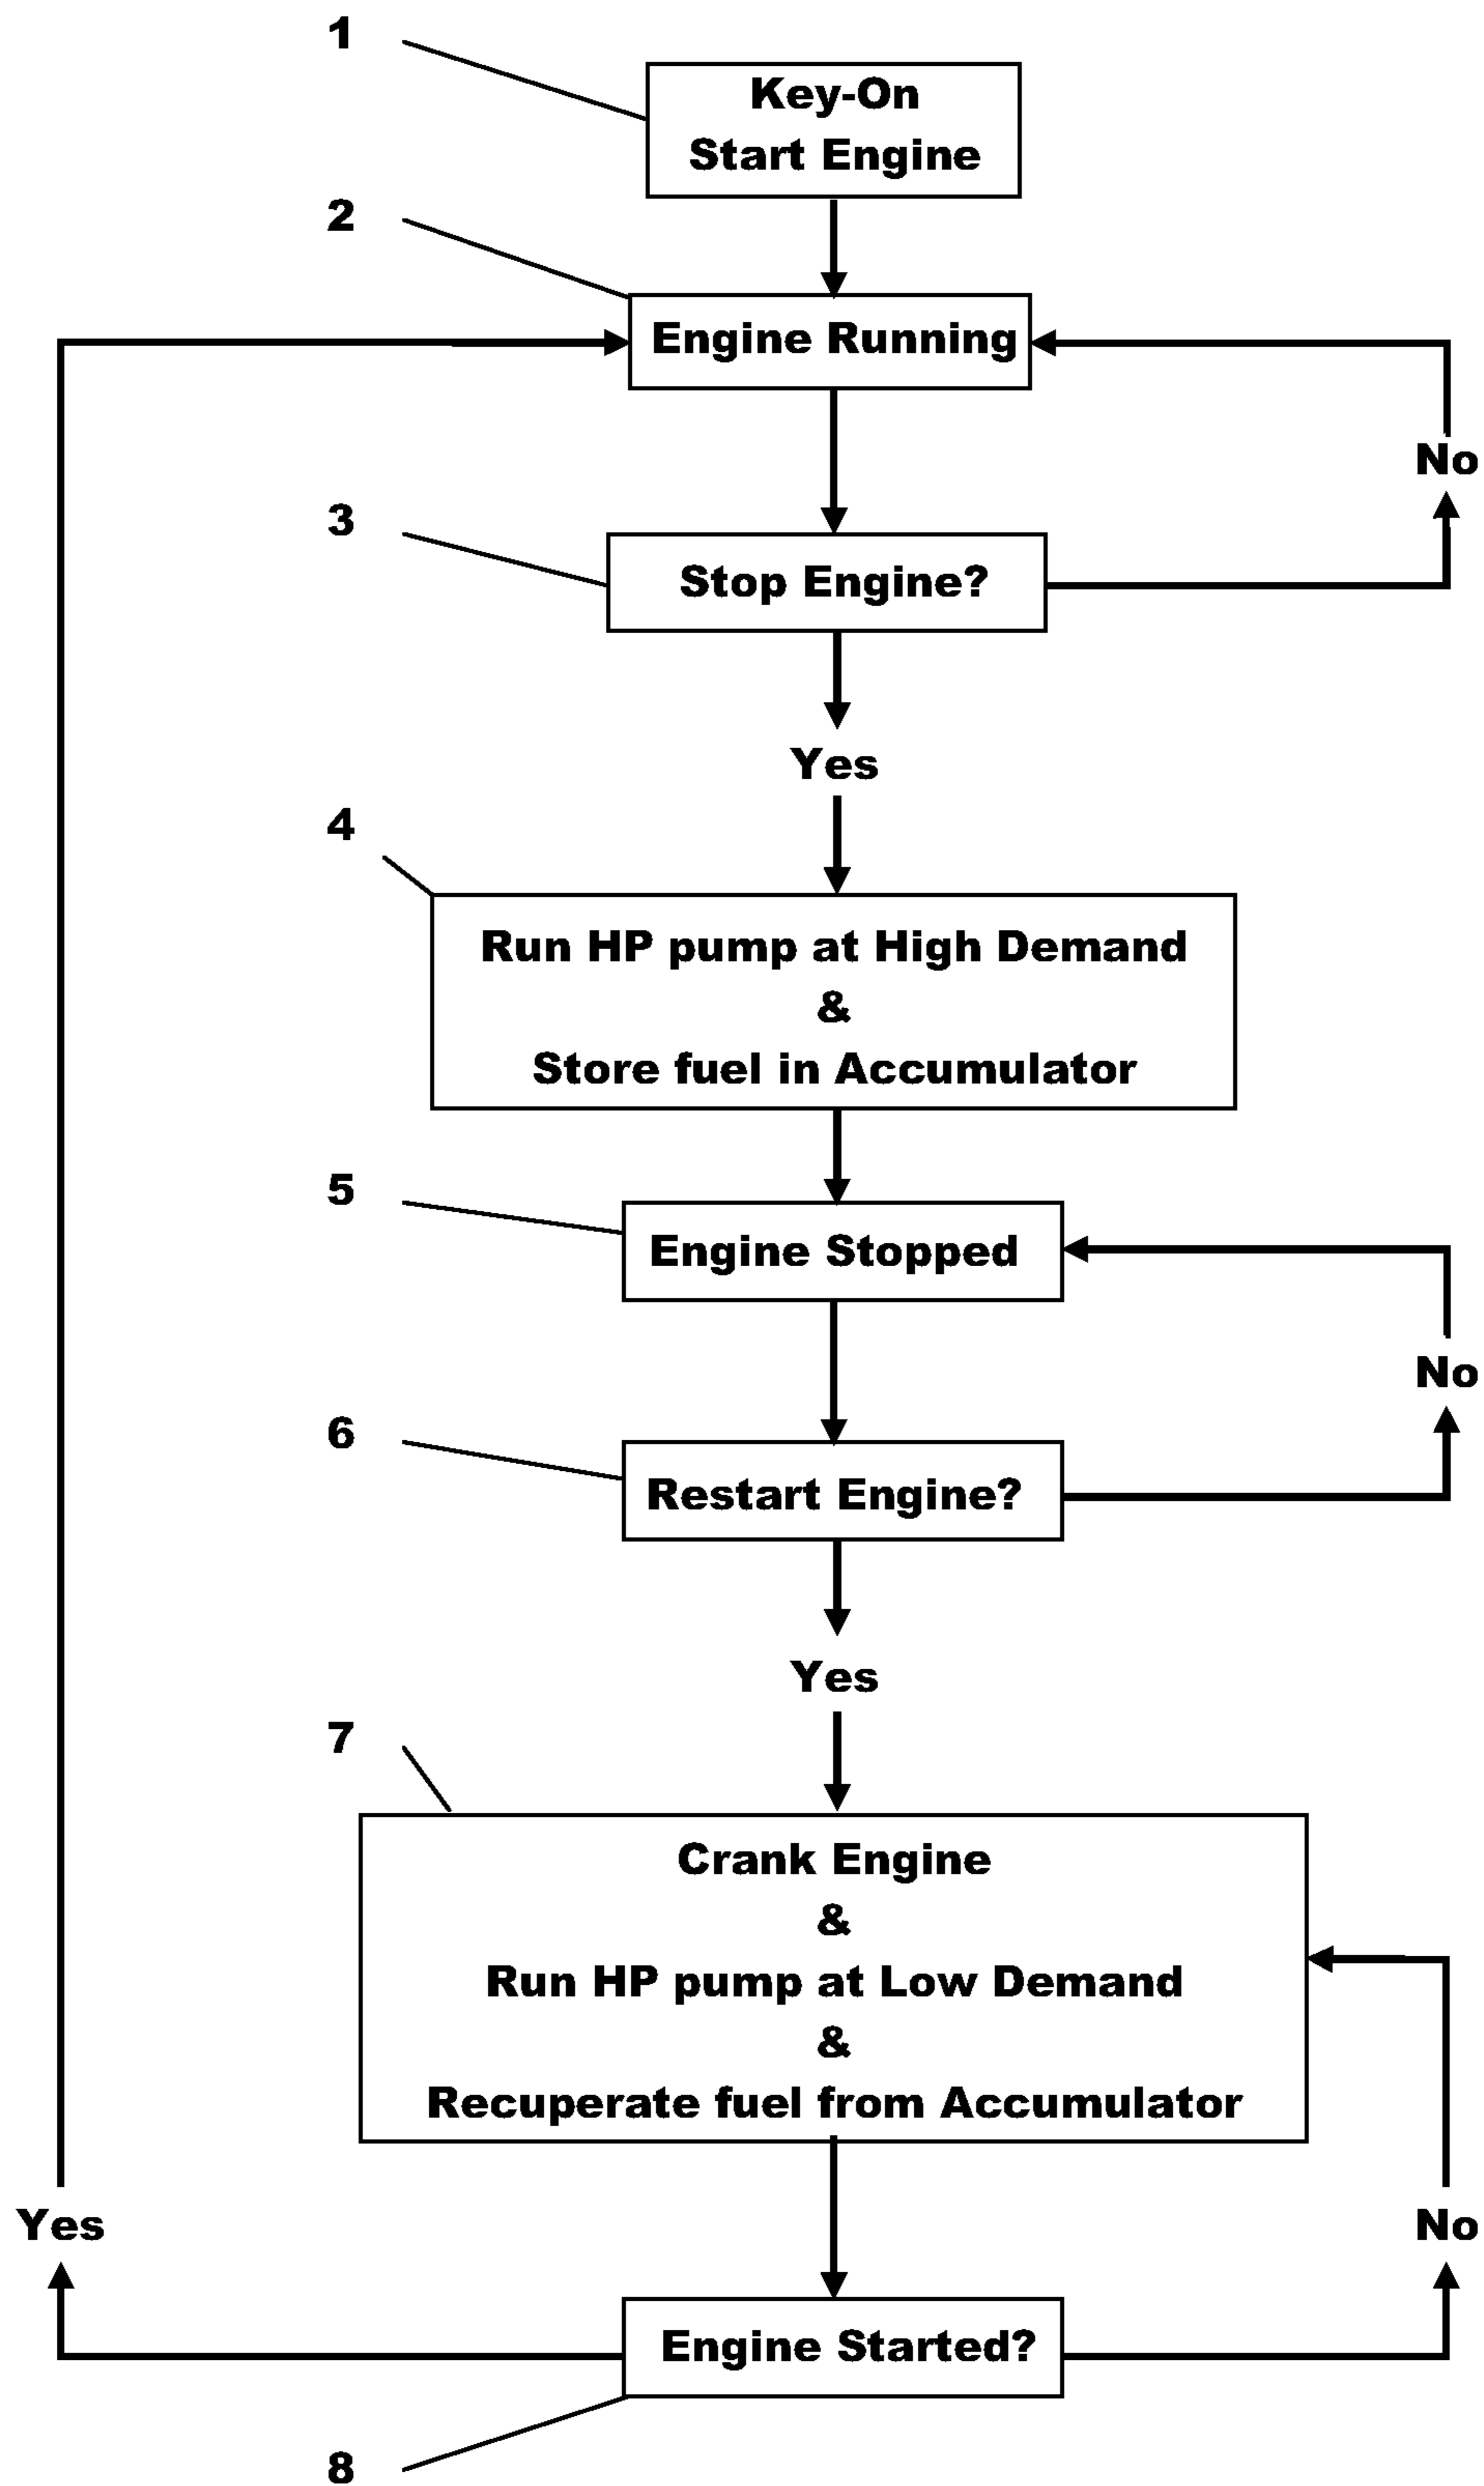 1
Key-On
Start Engine
2
Engine Running
No
3
Stop Engine?
Yes
4
Run HP pump at High Demand
&
Store fuel in Accumulator
5
Engine Stopped
No
6
Restart Engine?
Yes
7
Crank Engine
&
Run HP pump at Low Demand
&
Recuperate fuel from Accumulator
Yes
No
Engine Started?
8